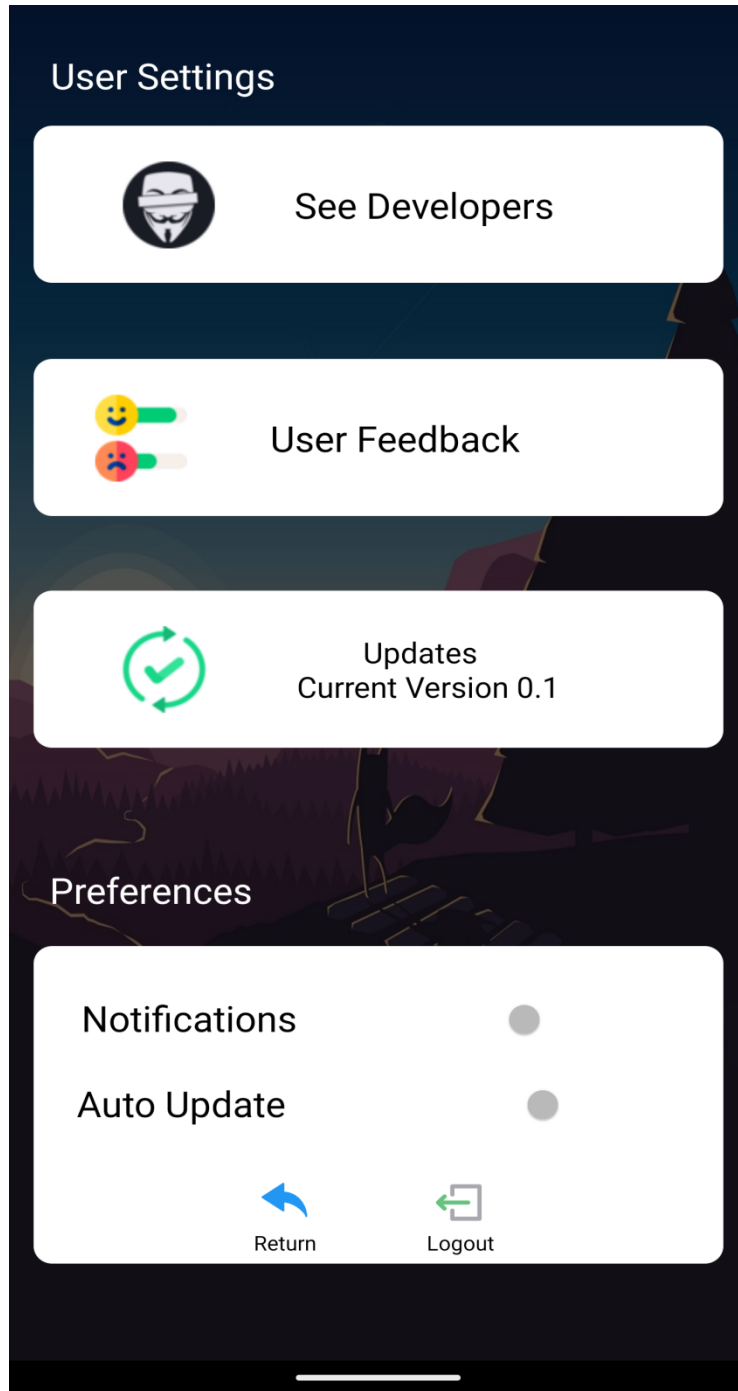 User Settings
See Developers
User Feedback
Updates
Current Version 0.1
Preferences
Notifications
Auto Update
Return
Logout